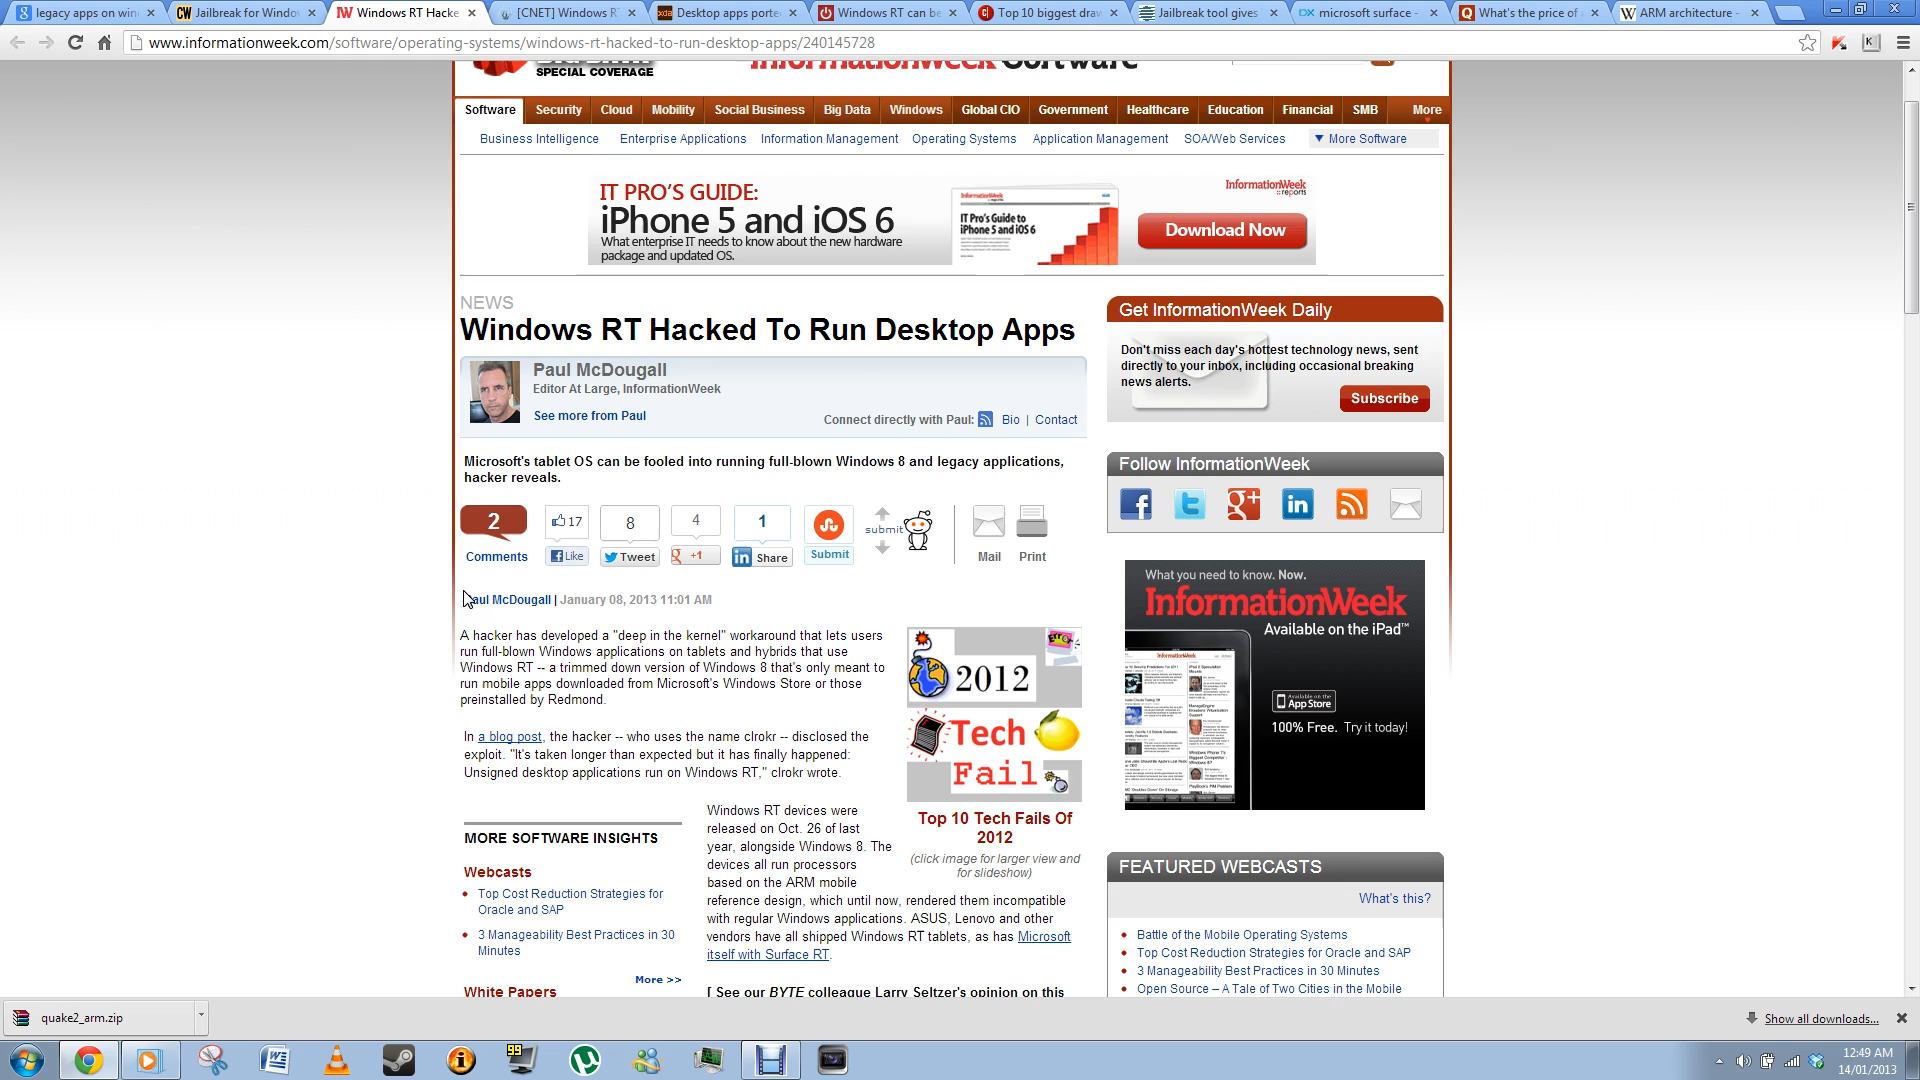 legacy apps on win
Jailbreak for Windo
Windows RT Hacke
[CNET] Windows R
Desktop apps porte
Windows RT can be
Top 10 biggest draw
Jailbreak tool gives
microsoft surface -
What's the price of
ARM architecture -
www.informationweek.com/software/operating-systems/windows-rt-hacked-to-run-desktop-apps/240145728
SPECIAL COVERAGE
InformationWeek Software
Software
Security
Cloud
Mobility
Social Business
Big Data
Windows
Global CIO
Government
Healthcare
Education
Financial
SMB
More
Business Intelligence
Enterprise Applications
Information Management
Operating Systems
Application Management
SOA/Web Services
More Software
IT PRO'S GUIDE:
iPhone 5 and iOS 6
What enterprise IT needs to know about the new hardware
package and updated OS.
IT Pro's Guide to
iPhone 5 and iOS 6
InformationWeek
reports
Download Now
NEWS
Windows RT Hacked To Run Desktop Apps
Paul McDougall
Editor At Large, InformationWeek
See more from Paul
Connect directly with Paul:
Bio | Contact
Microsoft's tablet OS can be fooled into running full-blown Windows 8 and legacy applications,
hacker reveals.
2
Comments
17
Like
8
Tweet
4
+1
1
Share
Submit
submit
Mail
Print
Paul McDougall | January 08, 2013 11:01 AM
A hacker has developed a "deep in the kernel" workaround that lets users
run full-blown Windows applications on tablets and hybrids that use
Windows RT -- a trimmed down version of Windows 8 that's only meant to
run mobile apps downloaded from Microsoft's Windows Store or those
preinstalled by Redmond.
In a blog post, the hacker -- who uses the name clrokr -- disclosed the
exploit. "It's taken longer than expected but it has finally happened:
Unsigned desktop applications run on Windows RT," clrokr wrote.
Error
2012
Tech
Fail
Top 10 Tech Fails Of
2012
(click image for larger view and
for slideshow)
Windows RT devices were
released on Oct. 26 of last
year, alongside Windows 8. The
devices all run processors
based on the ARM mobile
reference design, which until now, rendered them incompatible
with regular Windows applications. ASUS, Lenovo and other
vendors have all shipped Windows RT tablets, as has Microsoft
itself with Surface RT.
[ See our BYTE colleague Larry Seltzer's opinion on this
MORE SOFTWARE INSIGHTS
Webcasts
Top Cost Reduction Strategies for
Oracle and SAP
3 Manageability Best Practices in 30
Minutes
More >>
White Papers
Get InformationWeek Daily
Don't miss each day's hottest technology news, sent
directly to your inbox, including occasional breaking
news alerts.
Subscribe
Follow InformationWeek
What you need to know. Now.
InformationWeek
Available on the iPad™
Available on the
App Store
100% Free. Try it today!
FEATURED WEBCASTS
What's this?
Battle of the Mobile Operating Systems
Top Cost Reduction Strategies for Oracle and SAP
3 Manageability Best Practices in 30 Minutes
Open Source – A Tale of Two Cities in the Mobile
quake2_arm.zip
Show all downloads...
99
12:49 AM
14/01/2013